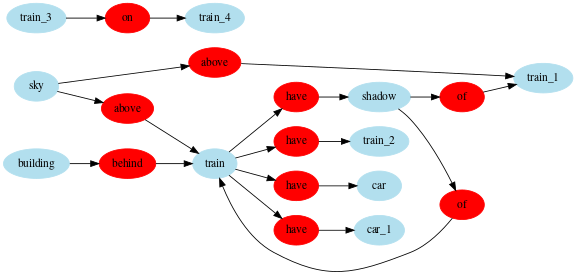 train_3 on train_4
above
sky train_1
have shadow of
above
have train_2
building behind train
have car
of
have car_1